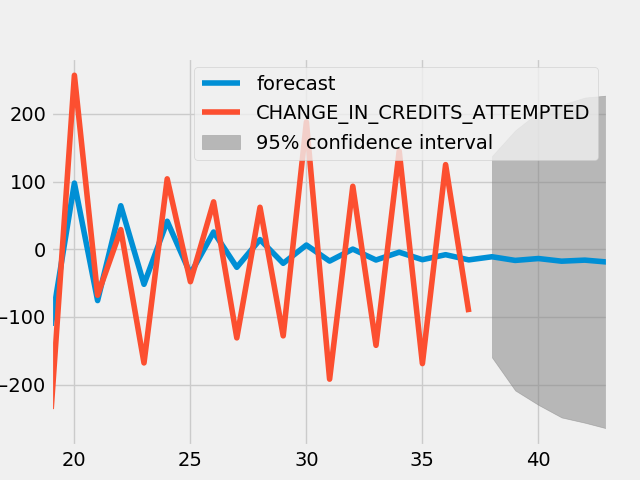 forecast
CHANGE_IN_CREDITS_ATTEMPTED
95% confidence interval
200
100
0
−100
−200
20 25 30 35 40